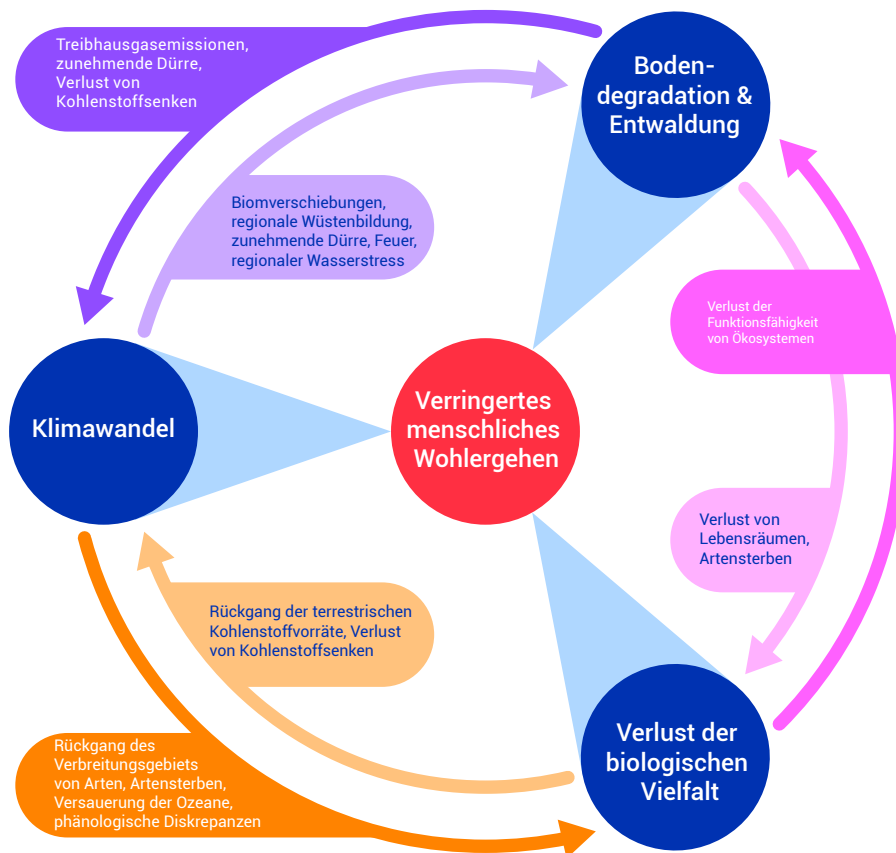 Treibhausgasemissionen,
zunehmende Dürre,
Verlust von
Kohlenstoffsenken
Boden-
degradation &
Entwaldung
Biomverschiebungen,
regionale Wüstenbildung,
zunehmende Dürre, Feuer,
regionaler Wasserstress
Verlust der
Funktionsfähigkeit
von Ökosystemen
Klimawandel
Verringertes
menschliches
Wohlergehen
Verlust von
Lebensräumen,
Artensterben
Rückgang der terrestrischen
Kohlenstoffvorräte, Verlust
von Kohlenstoffsenken
Rückgang des
Verbreitungsgebiets
von Arten, Artensterben,
Versauerung der Ozeane,
phänologische Diskrepanzen
Verlust der
biologischen
Vielfalt